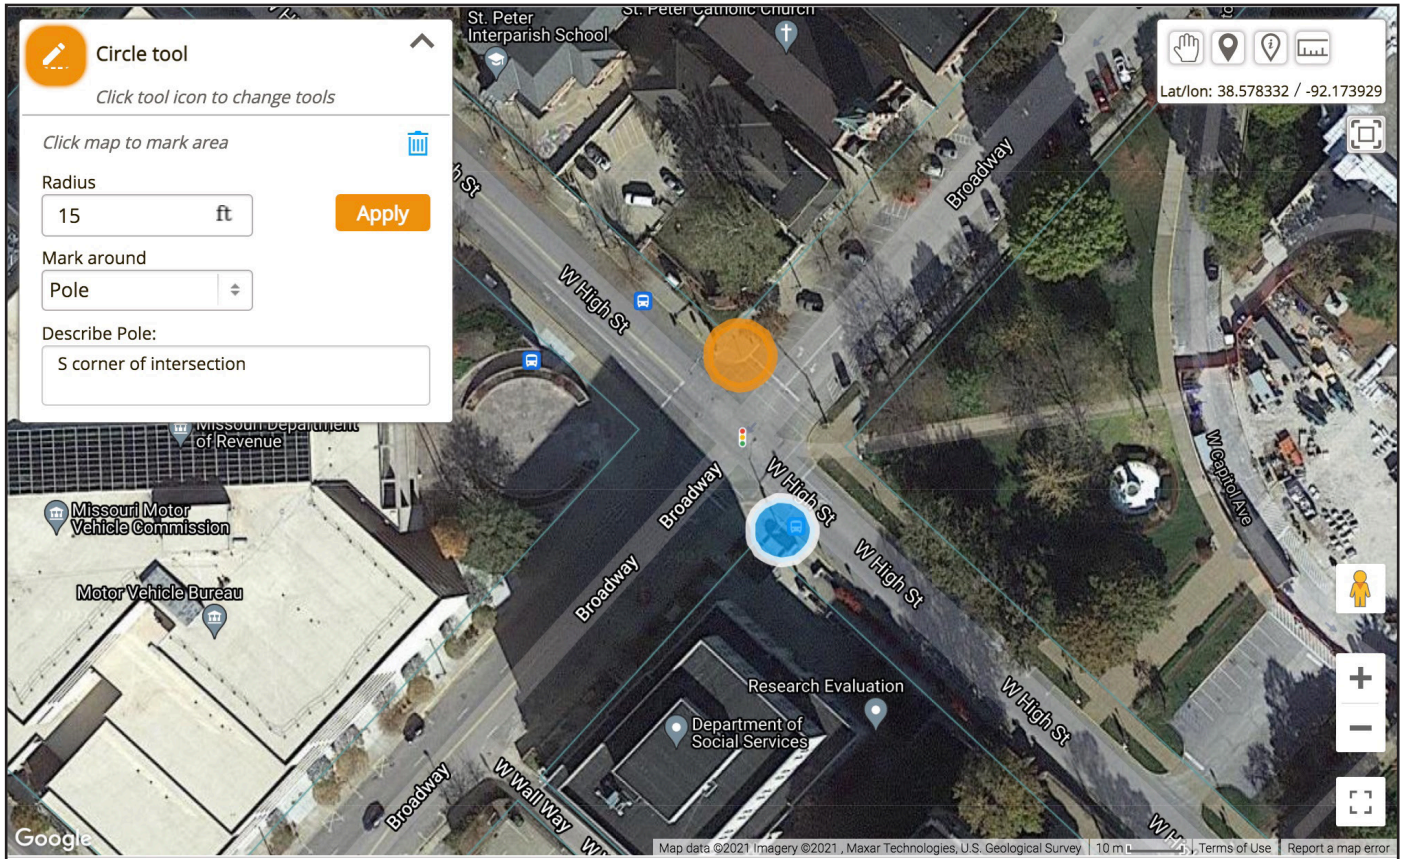 Circle tool
Click tool icon to change tools
Click map to mark area
Radius
15 ft
Apply
Mark around
Pole
Describe Pole:
S corner of intersection
St. Peter
Interparish School
St. Peter Catholic Church
Lat/lon: 38.578332 / -92.173929
Broadway
h St
W High St
Missouri Department
of Revenue
W High St
Broadway
W Capitol Ave
Missouri Motor
Vehicle Commission
W High St
Broadway
Motor Vehicle Bureau
Research Evaluation
W High St
Department of
Social Services
Broadway
W Wall Way
Google
Map data ©2021 Imagery ©2021 , Maxar Technologies, U.S. Geological Survey
10 m
Terms of Use
Report a map error